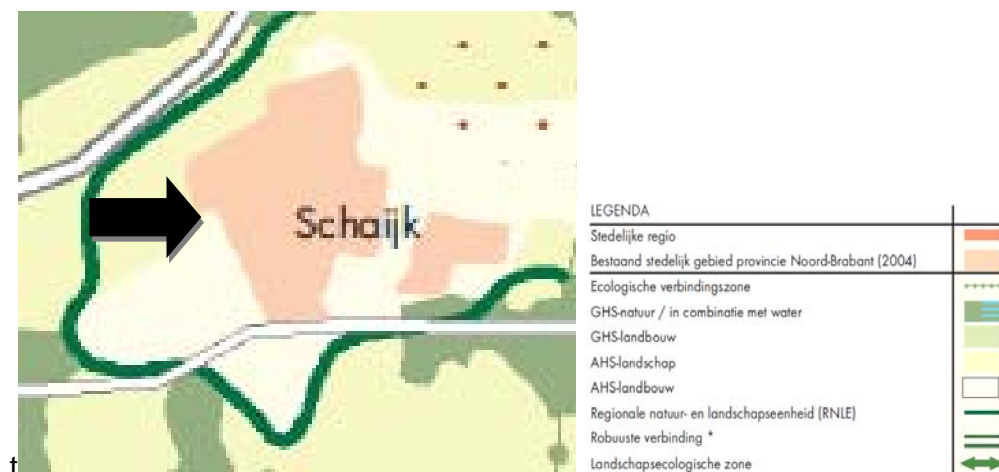 Schaijk
LEGENDA
Stedelijke regio
Bestaand stedelijk gebied provincie Noord-Brabant (2004)
Ecologische verbindingszone
GHS-natuur / in combinatie met water
GHS-landbouw
AHS-landschap
AHS-landbouw
Regionale natuur- en landschapseenheid (RNLE)
Robuuste verbinding *
Landschapsecologische zone
t